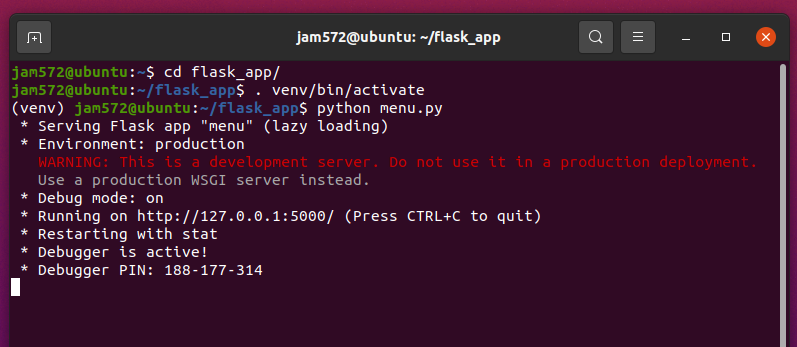 jam572@ubuntu: ~/flask_app
jam572@ubuntu:~$ cd flask_app/
jam572@ubuntu:~/flask_app$ . venv/bin/activate
(venv) jam572@ubuntu:~/flask_app$ python menu.py
 * Serving Flask app "menu" (lazy loading)
 * Environment: production
   WARNING: This is a development server. Do not use it in a production deployment.
   Use a production WSGI server instead.
 * Debug mode: on
 * Running on http://127.0.0.1:5000/ (Press CTRL+C to quit)
 * Restarting with stat
 * Debugger is active!
 * Debugger PIN: 188-177-314